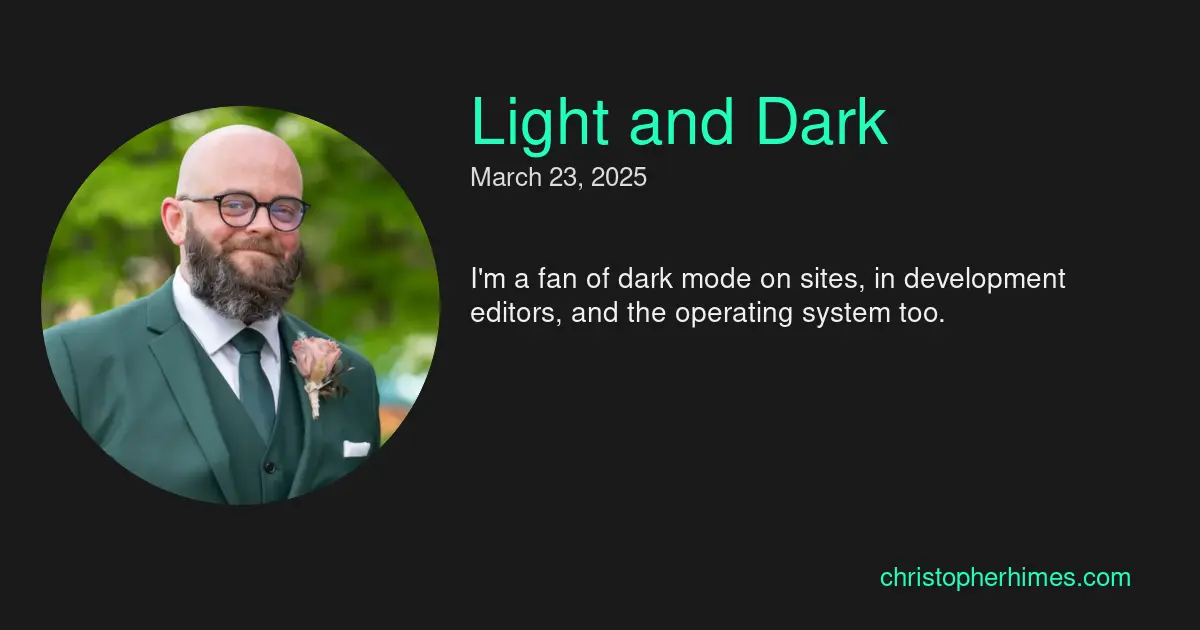 Light and Dark
March 23, 2025
I'm a fan of dark mode on sites, in development
editors, and the operating system too.
christopherhimes.com